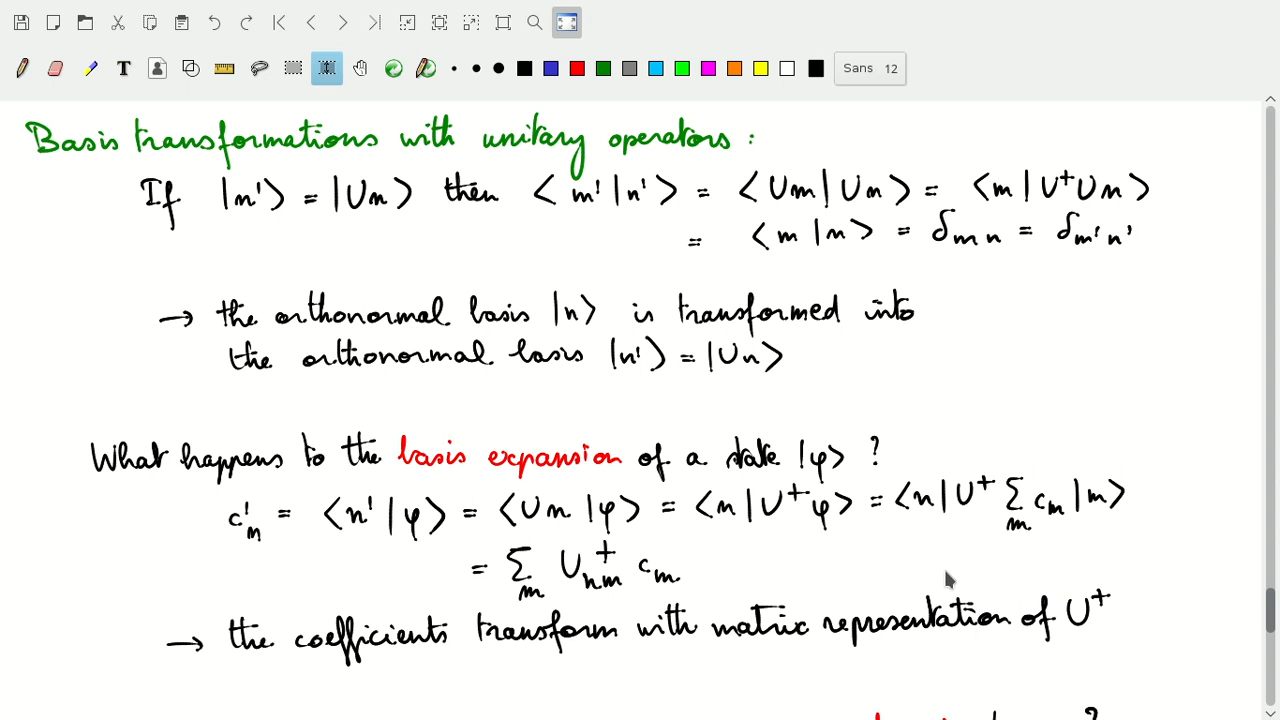 Sans 12
Basis transformations with unitary operators :
If |n'⟩ = |Un⟩ then ⟨m'|n'⟩ = ⟨Um|Un⟩ = ⟨m|U⁺Un⟩
= ⟨m|n⟩ = δmn = δm'n'
→ the orthonormal basis |n⟩ is transformed into
the orthonormal basis |n'⟩ = |Un⟩
What happens to the basis expansion of a state |φ⟩ ?
c'n = ⟨n'|φ⟩ = ⟨Un|φ⟩ = ⟨n|U⁺φ⟩ = ⟨n|U⁺ ∑m cm|m⟩
= ∑m U⁺nm cm
→ the coefficients transform with matrix representation of U⁺